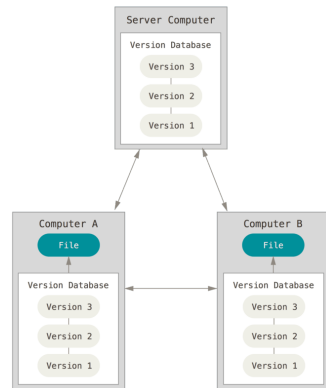 Server Computer
Version Database
Version 3
Version 2
Version 1
Computer A
File
Version Database
Version 3
Version 2
Version 1
Computer B
File
Version Database
Version 3
Version 2
Version 1